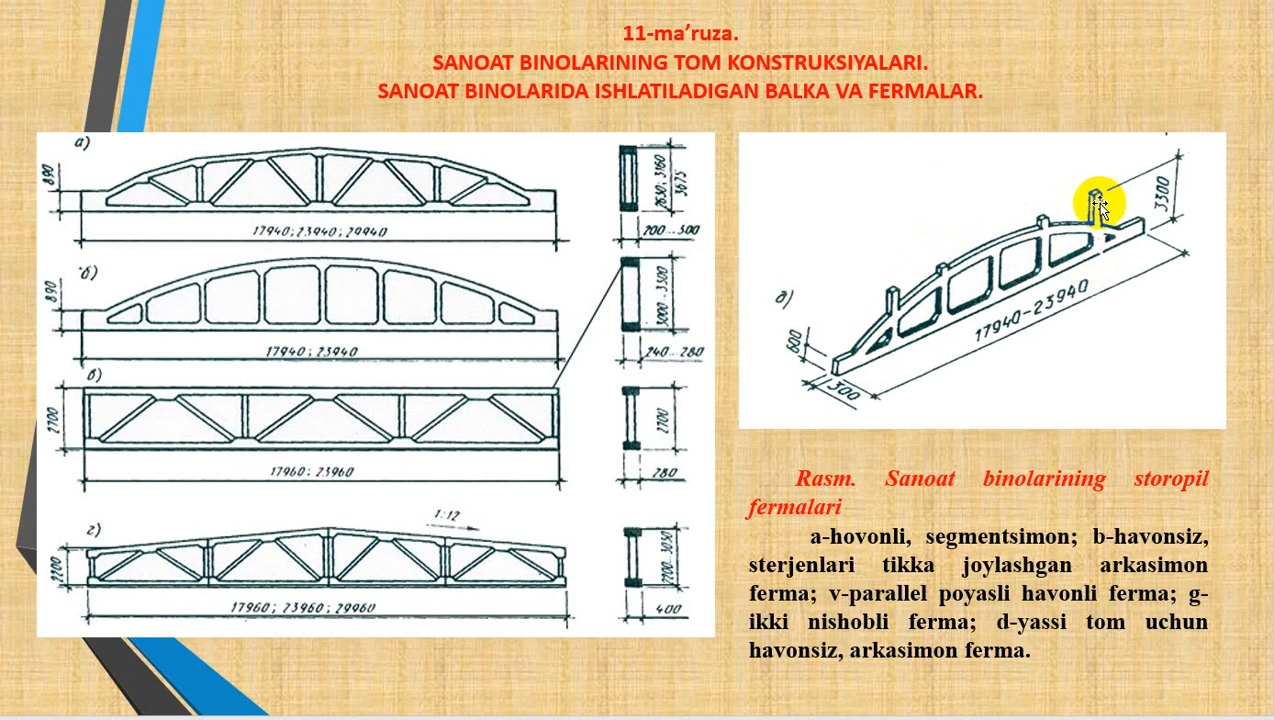 11-ma’ruza.
SANOAT BINOLARINING TOM KONSTRUKSIYALARI.
SANOAT BINOLARIDA ISHLATILADIGAN BALKA VA FERMALAR.
а)
890
17940; 23940; 29940
2630; 3160
3675
200...300
б)
890
17940; 23940
3000-3300
240...280
в)
2700
17960; 23960
2700
280
г)
1:12
2200
17960; 23960; 29960
2200-3050
400
д)
600
300
17940-23940
3300
Rasm. Sanoat binolarining storopil
fermalari
a-hovonli, segmentsimon; b-havonsiz,
sterjenlari tikka joylashgan arkasimon
ferma; v-parallel poyasli havonli ferma; g-
ikki nishobli ferma; d-yassi tom uchun
havonsiz, arkasimon ferma.